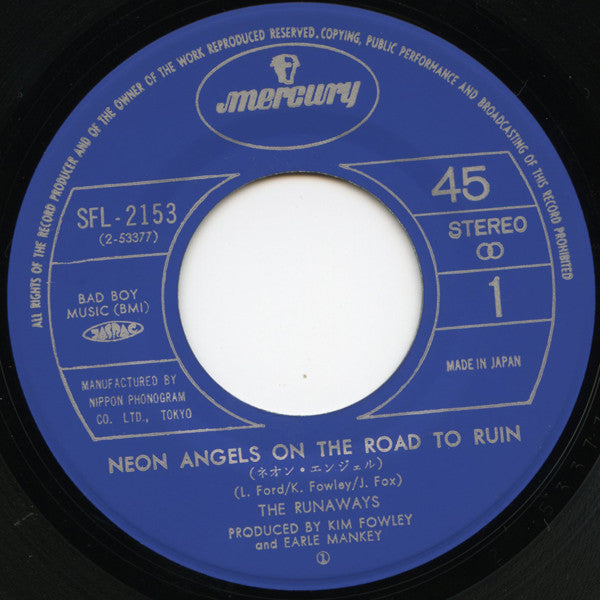 ALL RIGHTS OF THE RECORD PRODUCER AND OF THE OWNER OF THE WORK REPRODUCED RESERVED. COPYING, PUBLIC PERFORMANCE AND BROADCASTING OF THIS RECORD PROHIBITED
mercury
SFL-2153
(2-53377)
45
STEREO
BAD BOY
MUSIC (BMI)
JASRAC
1
MANUFACTURED BY
NIPPON PHONOGRAM
CO. LTD., TOKYO
MADE IN JAPAN
NEON ANGELS ON THE ROAD TO RUIN
(ネオン・エンジェル)
(L. Ford/K. Fowley/J. Fox)
THE RUNAWAYS
PRODUCED BY KIM FOWLEY
and EARLE MANKEY
①